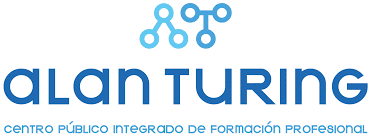 alan TURING
CENTRO PÚBLICO INTEGRADO DE FORMACIÓN PROFESIONAL